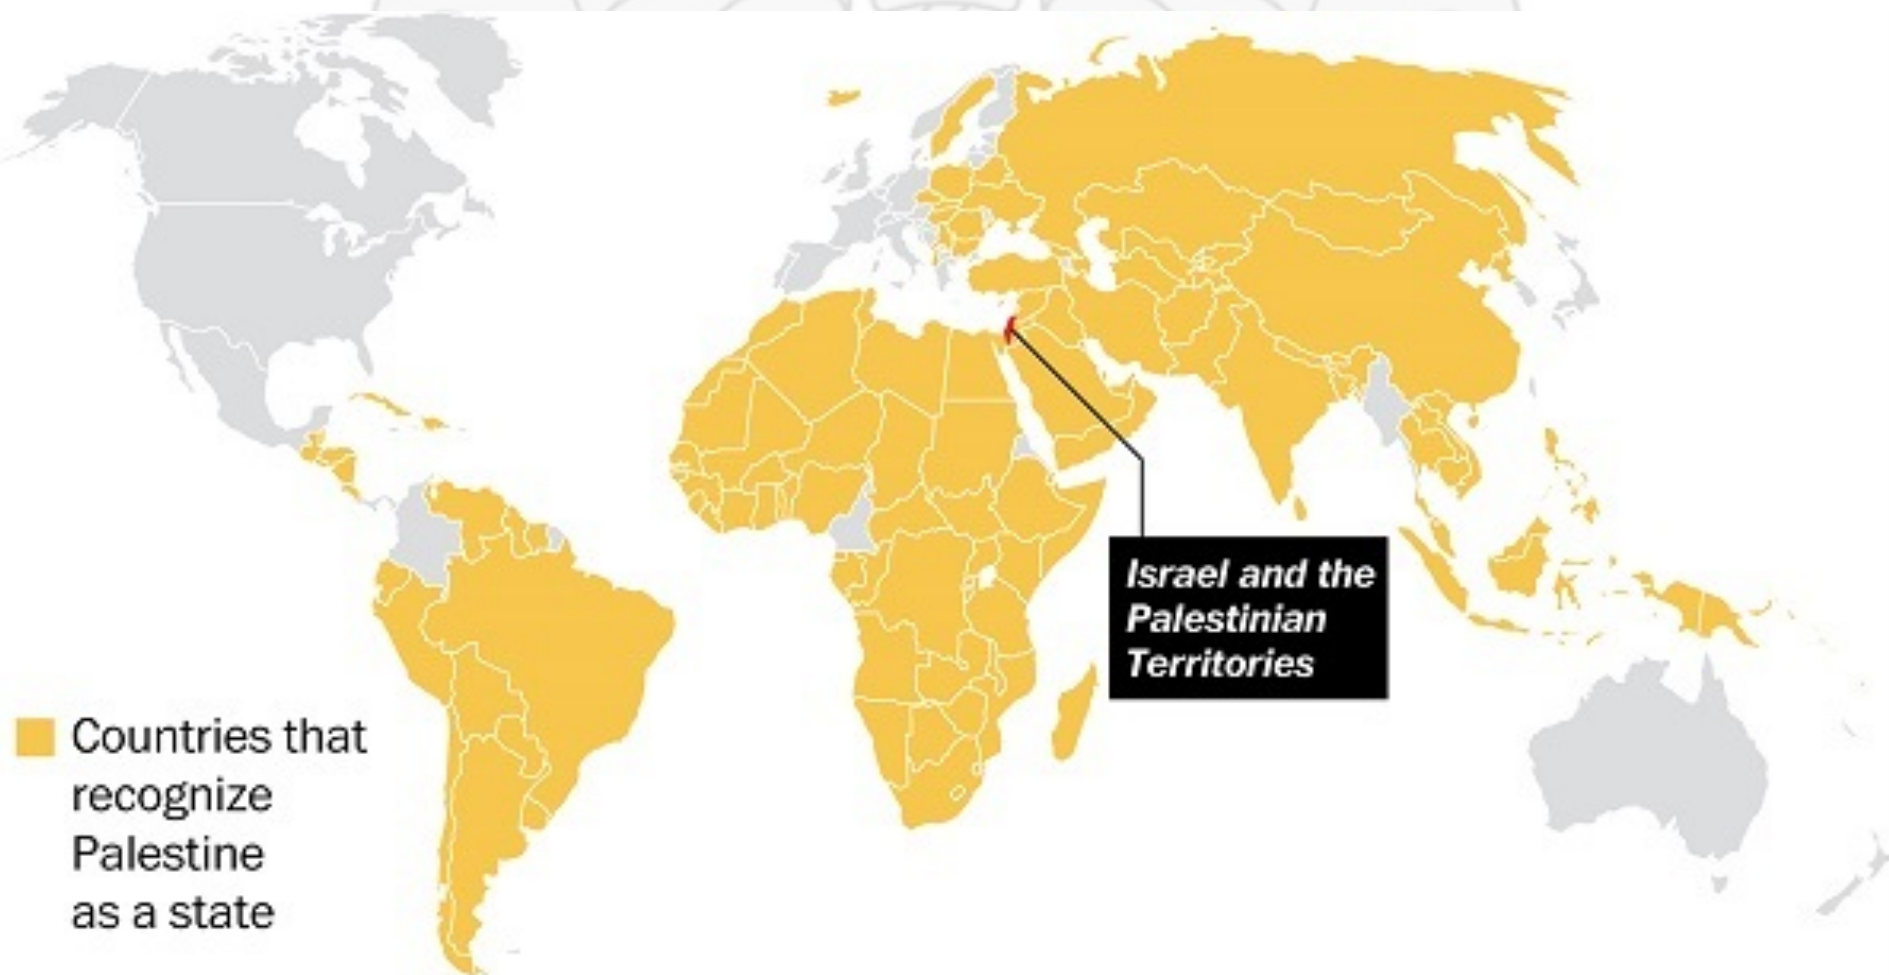 Israel and the
Palestinian
Territories
Countries that
recognize
Palestine
as a state